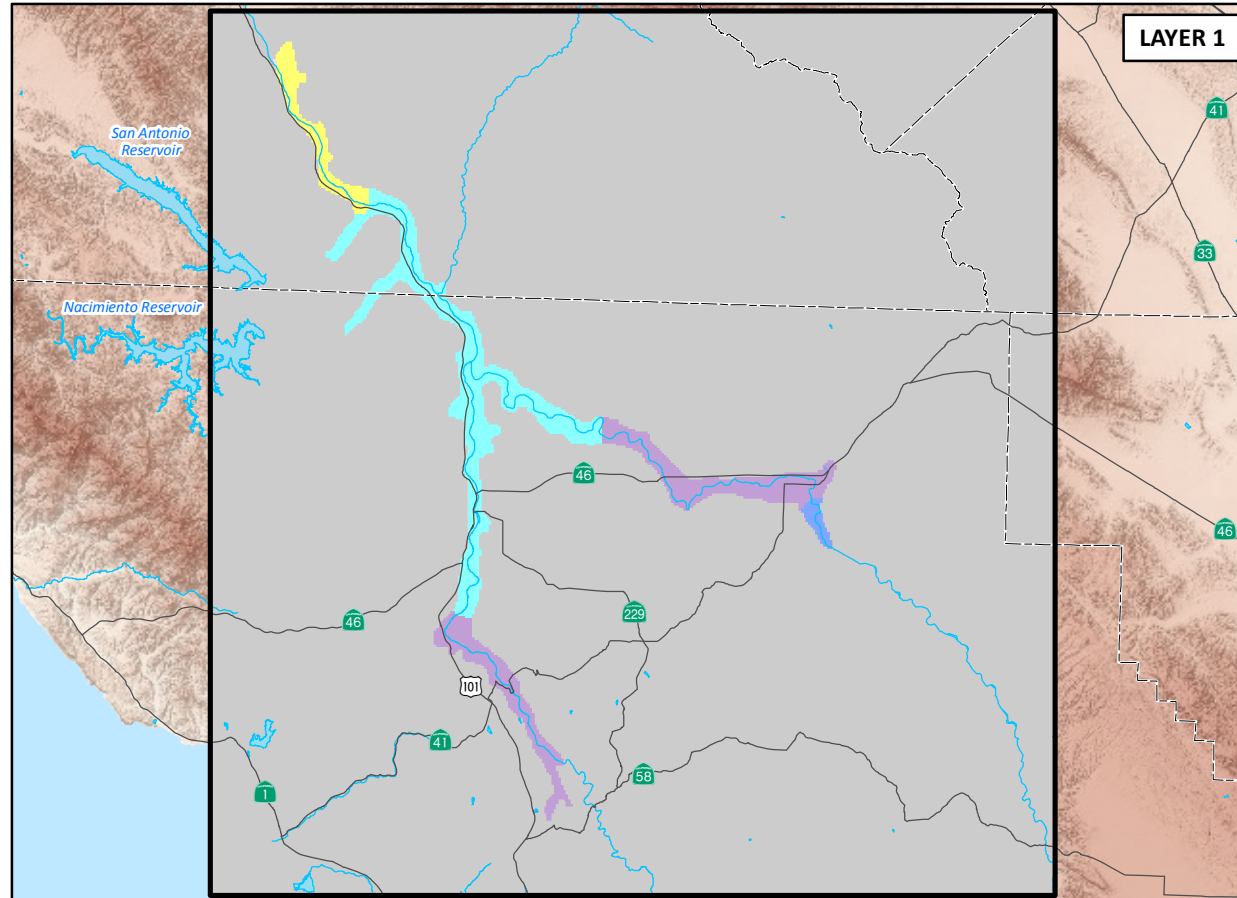 LAYER 1
41
San Antonio
Reservoir
33
Nacimiento Reservoir
46
46
229
46
101
41
58
1